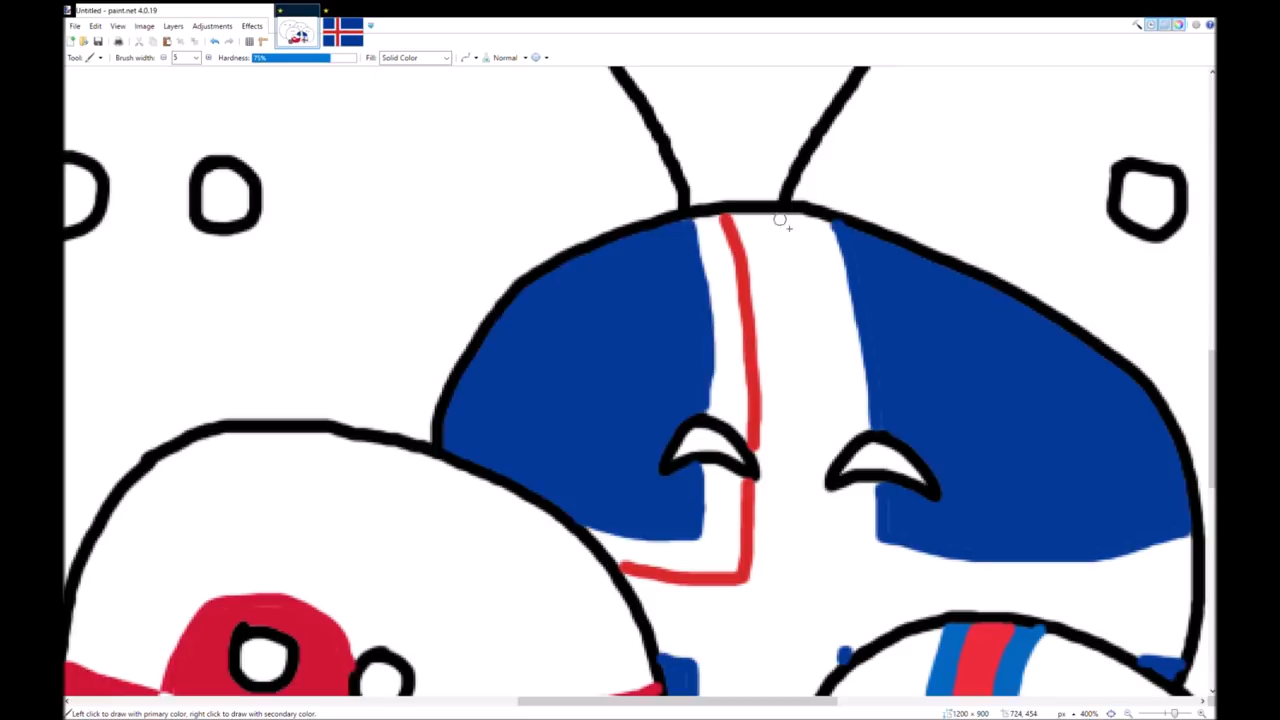 Untitled - paint.net 4.0.19
File Edit View Image Layers Adjustments Effects
Tool: Brush width: 5 Hardness: 75% Fill: Solid Color Normal
Left click to draw with primary color, right click to draw with secondary color. 1200 × 900 724, 454 px 400%